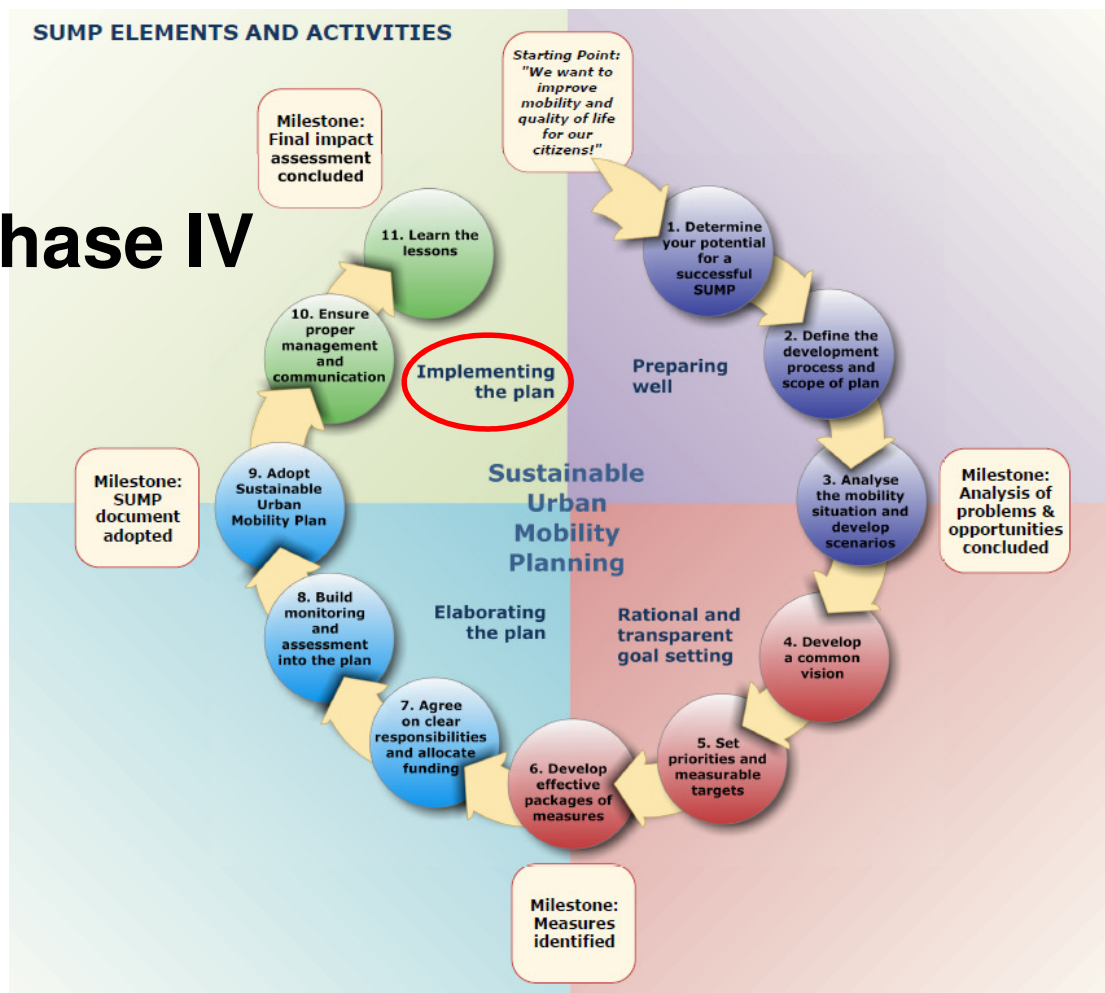 SUMP ELEMENTS AND ACTIVITIES
Starting Point:
"We want to
improve
mobility and
quality of life
for our
citizens!"
Milestone:
Final impact
assessment
concluded
hase IV
11. Learn the
lessons
1. Determine
your potential
for a
successful
SUMP
10. Ensure
proper
management
and
communication
2. Define the
development
process and
scope of plan
Implementing
the plan
Preparing
well
Milestone:
SUMP
document
adopted
9. Adopt
Sustainable
Urban
Mobility Plan
Sustainable
Urban
Mobility
Planning
3. Analyse
the mobility
situation and
develop
scenarios
Milestone:
Analysis of
problems &
opportunities
concluded
8. Build
monitoring
and
assessment
into the plan
Elaborating
the plan
Rational and
transparent
goal setting
4. Develop
a common
vision
7. Agree
on clear
responsibilities
and allocate
funding
6. Develop
effective
packages of
measures
5. Set
priorities and
measurable
targets
Milestone:
Measures
identified